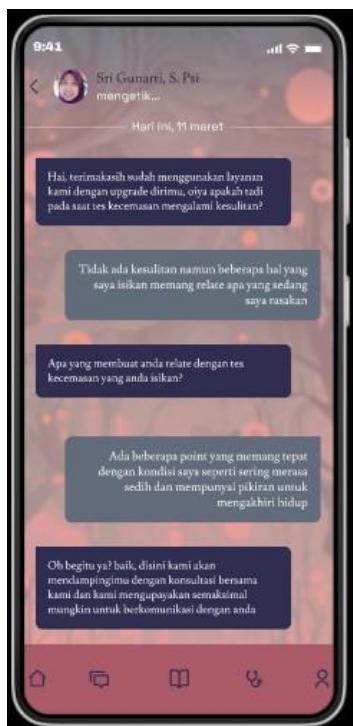 9:41
Sri Gunarti, S. Psi
mengetik...
Hari ini, 11 maret
Hai, terimakasih sudah menggunakan layanan
kami dengan upgrade dirimu, oiya apakah tadi
pada saat tes kecemasan mengalami kesulitan?
Tidak ada kesulitan namun beberapa hal yang
saya isikan memang relate apa yang sedang
saya rasakan
Apa yang membuat anda relate dengan tes
kecemasan yang anda isikan?
Ada beberapa point yang memang tepat
dengan kondisi saya seperti sering merasa
sedih dan mempunyai pikiran untuk
mengakhiri hidup
Oh begitu ya? baik, disini kami akan
mendampingimu dengan konsultasi bersama
kami dan kami mengupayakan semaksimal
mungkin untuk berkomunikasi dengan anda